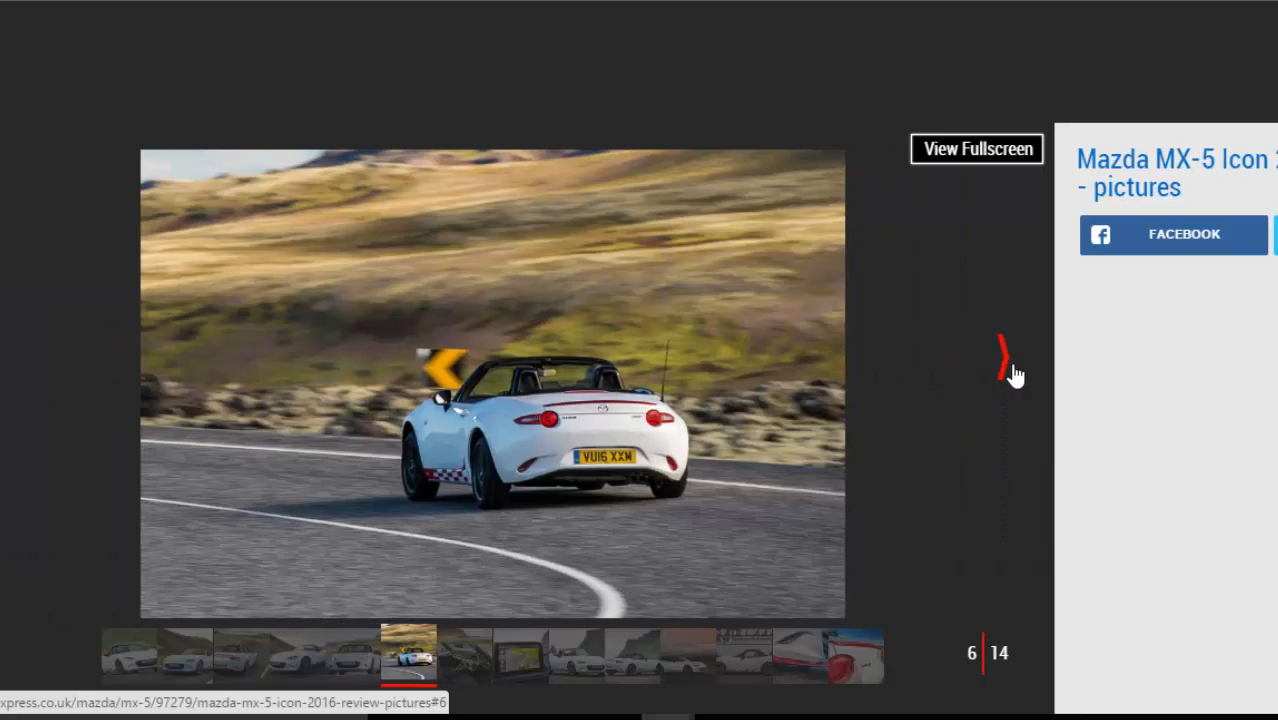 View Fullscreen
Mazda MX-5 Icon
- pictures
FACEBOOK
VU16 XXM
6 14
xpress.co.uk/mazda/mx-5/97279/mazda-mx-5-icon-2016-review-pictures#6